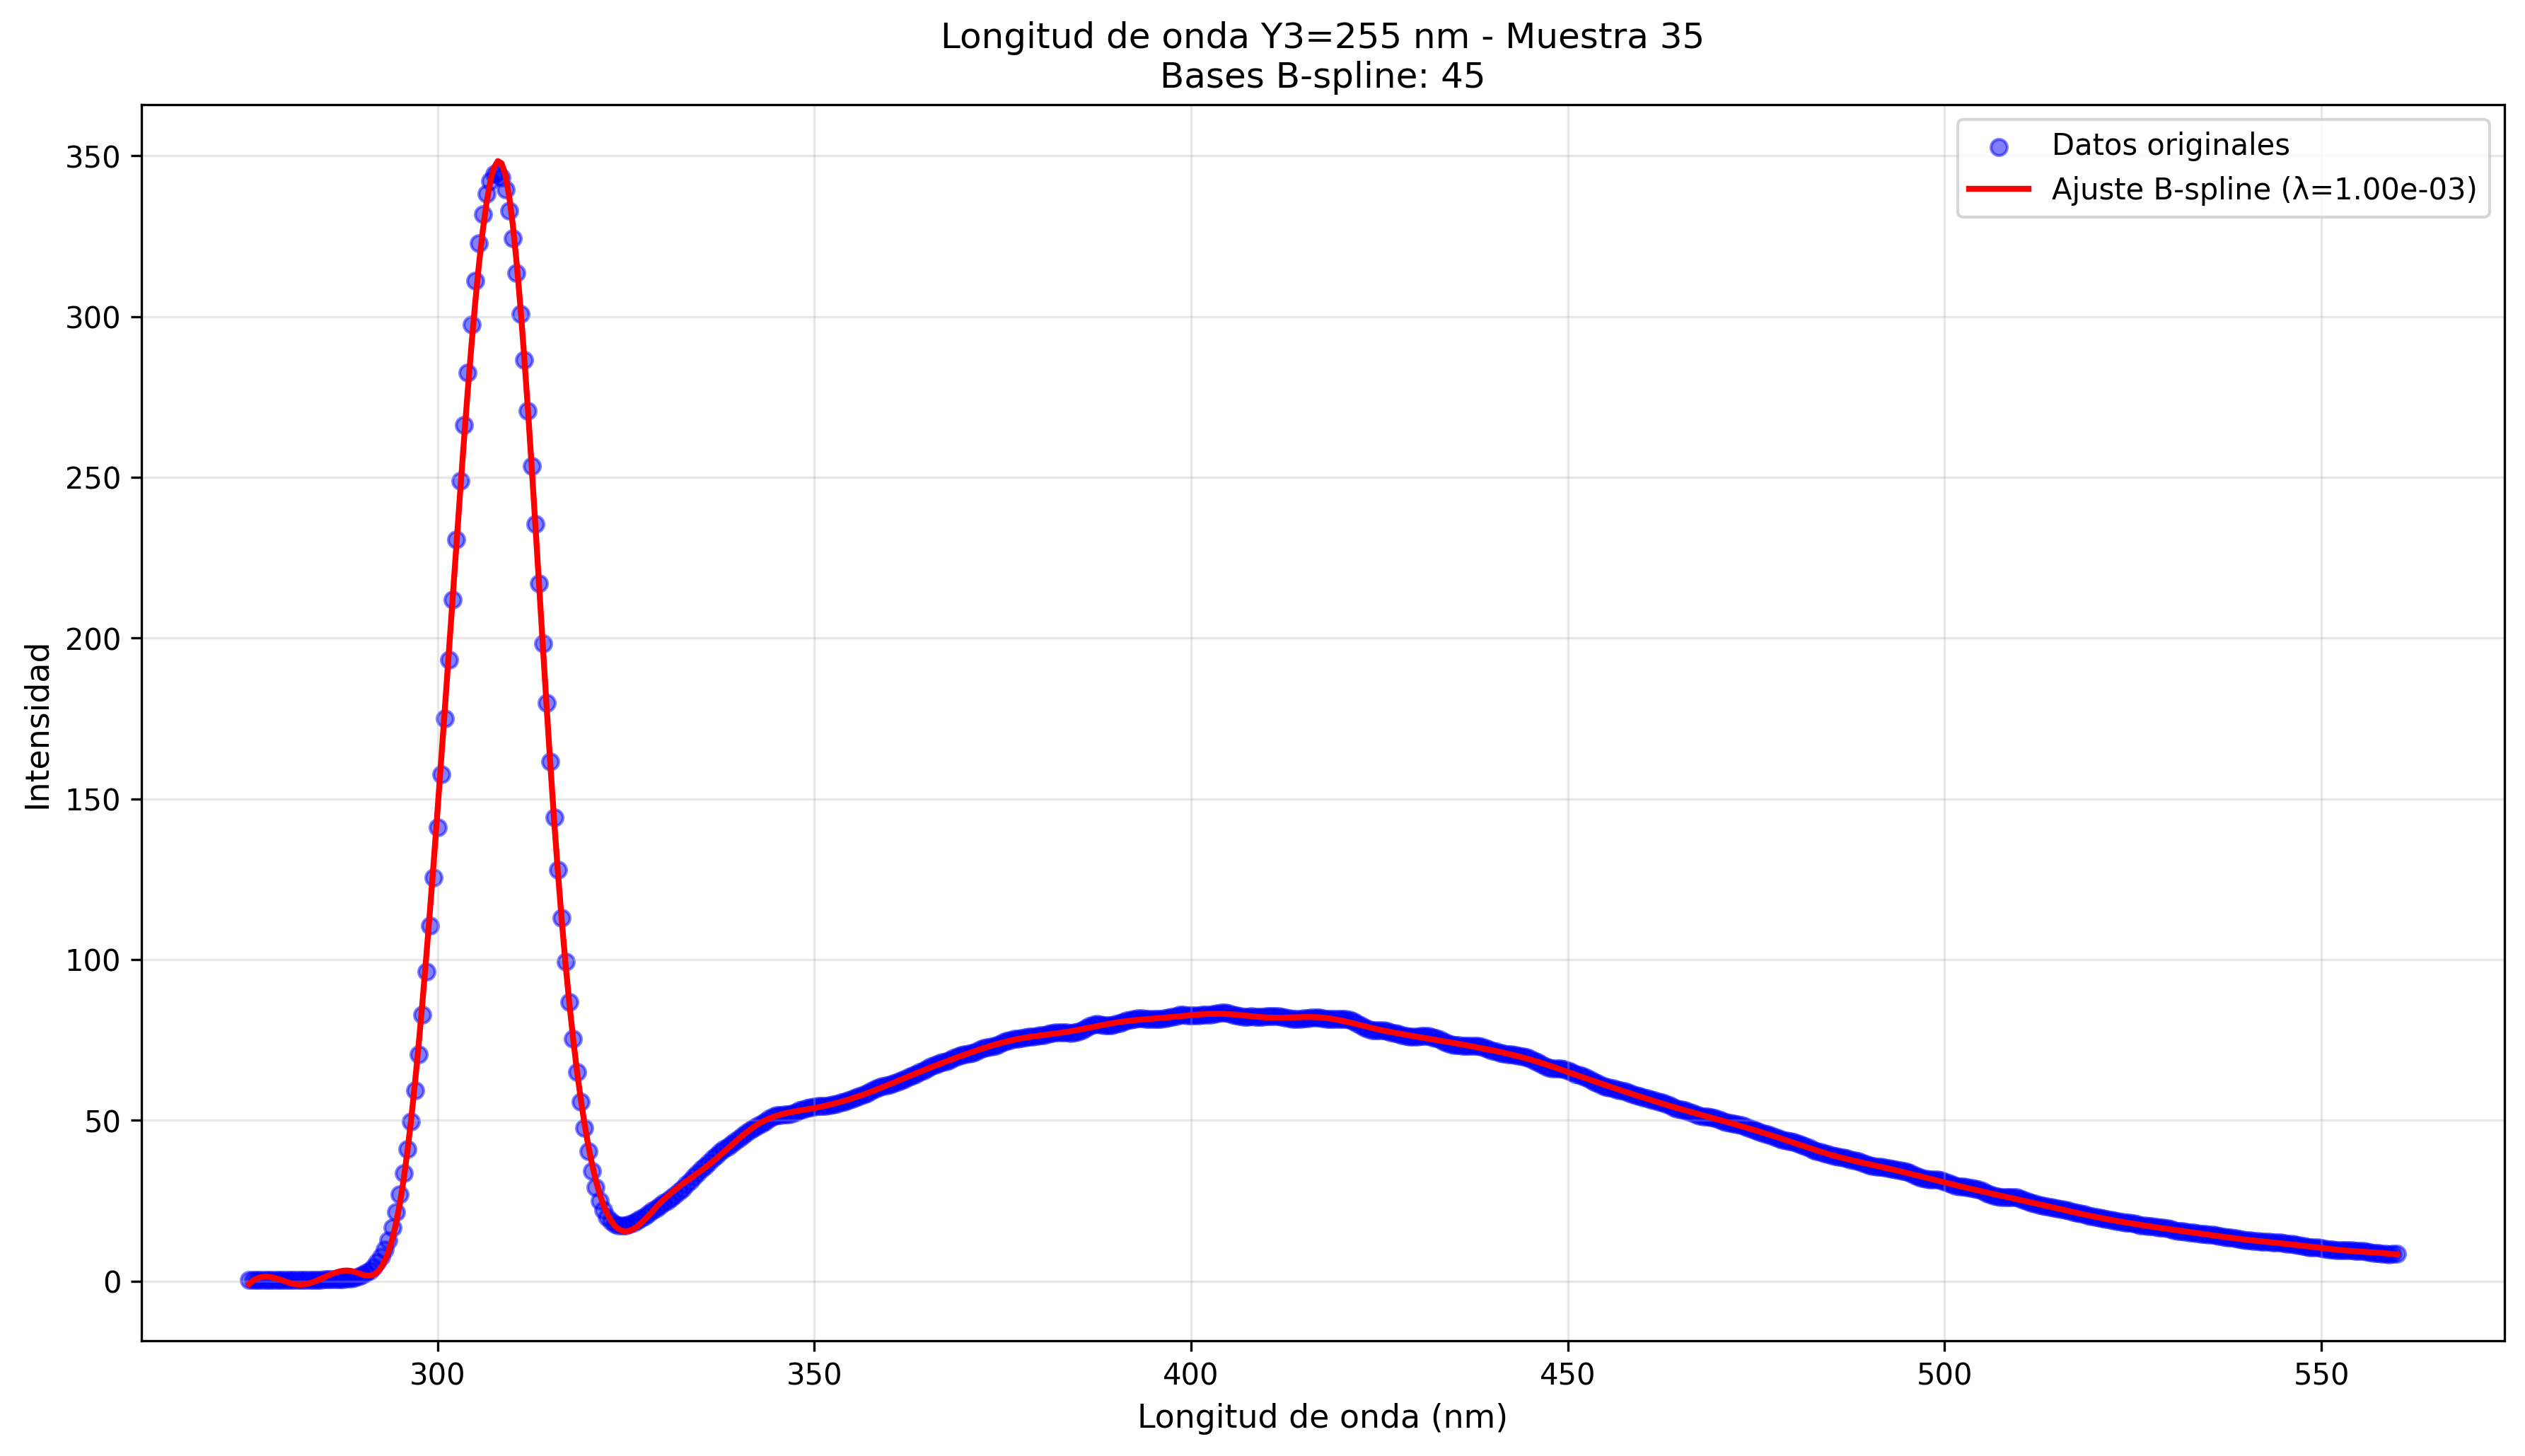 Longitud de onda Y3=255 nm - Muestra 35
Bases B-spline: 45
Datos originales
Ajuste B-spline (λ=1.00e-03)
Intensidad
350
300
250
200
150
100
50
0
300 350 400 450 500 550
Longitud de onda (nm)